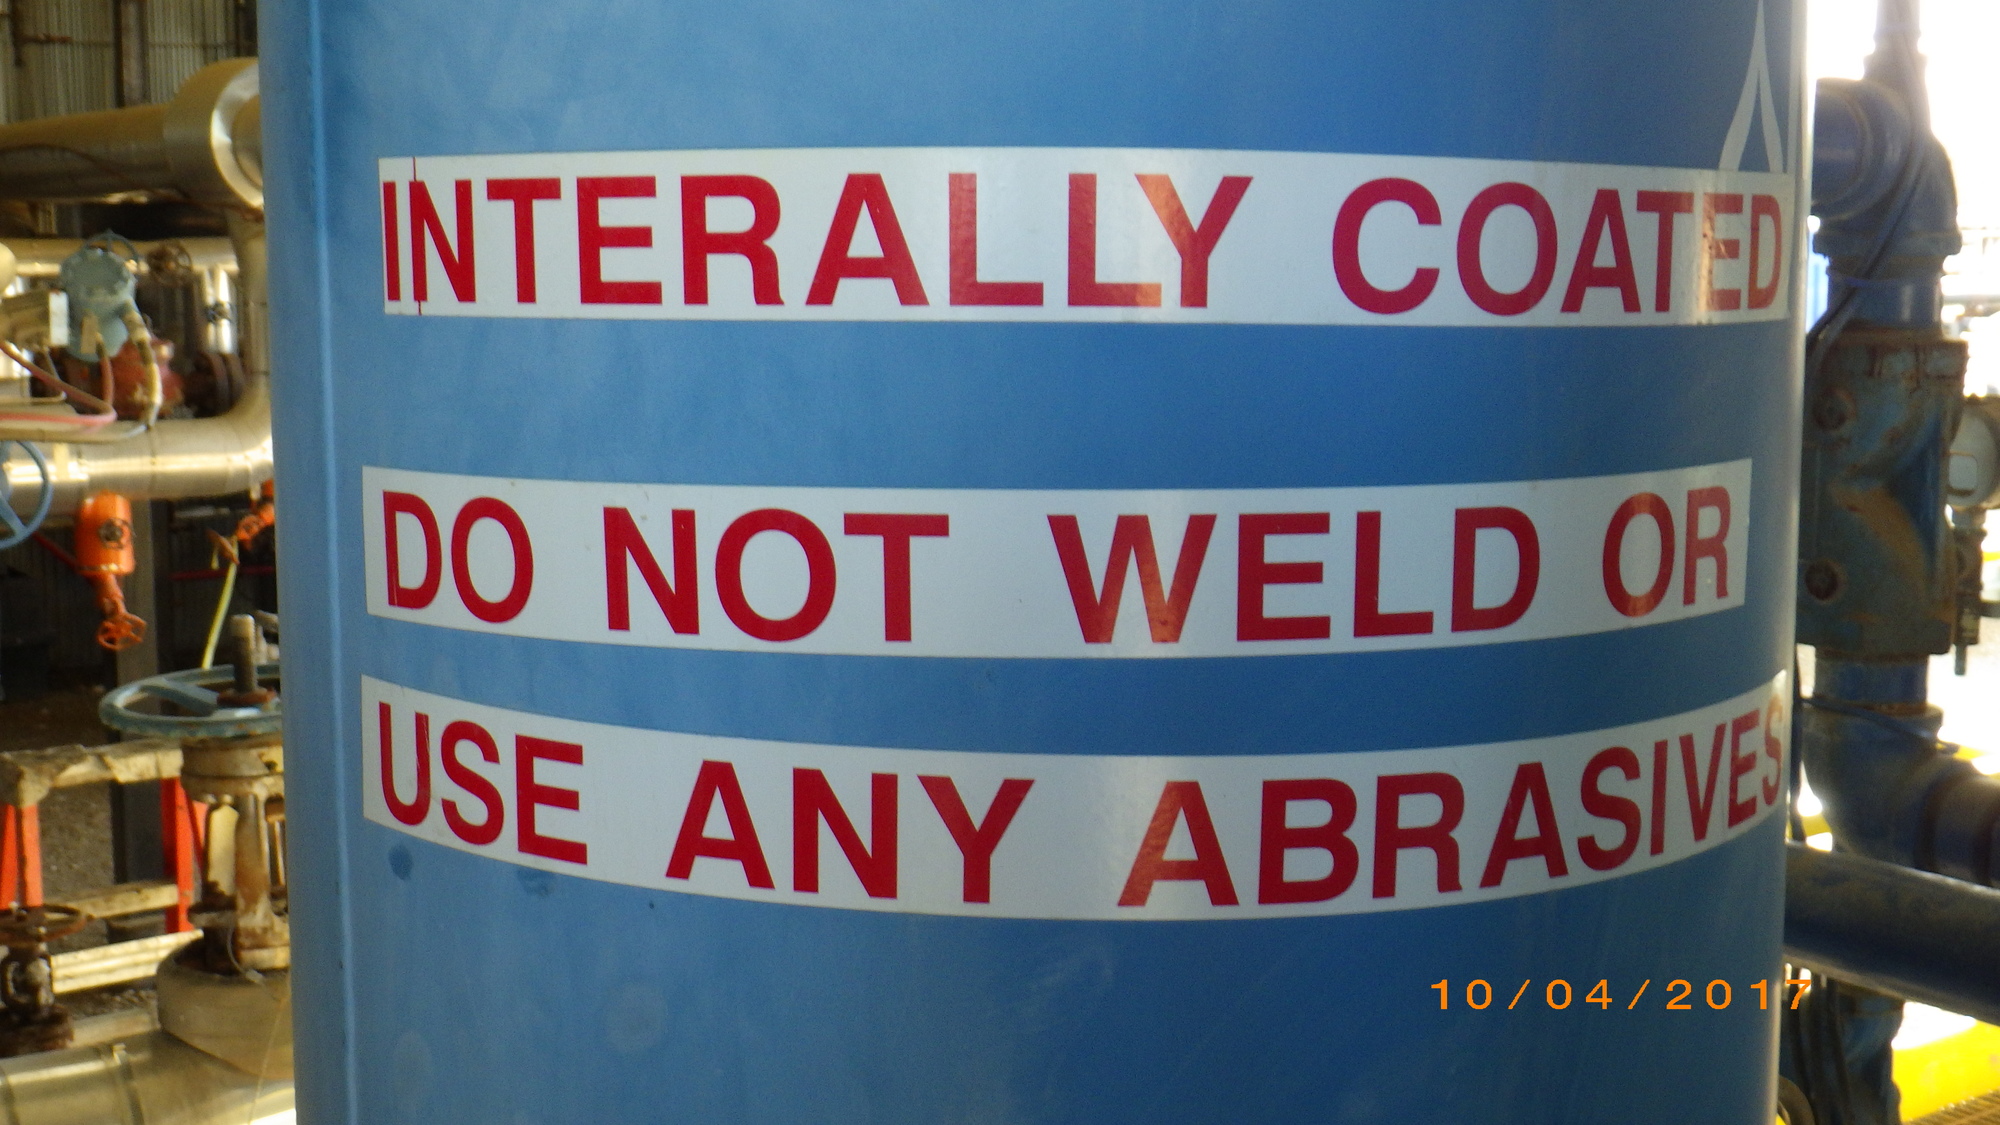 INTERALLY COATED
DO NOT WELD OR
USE ANY ABRASIVES
10/04/2017